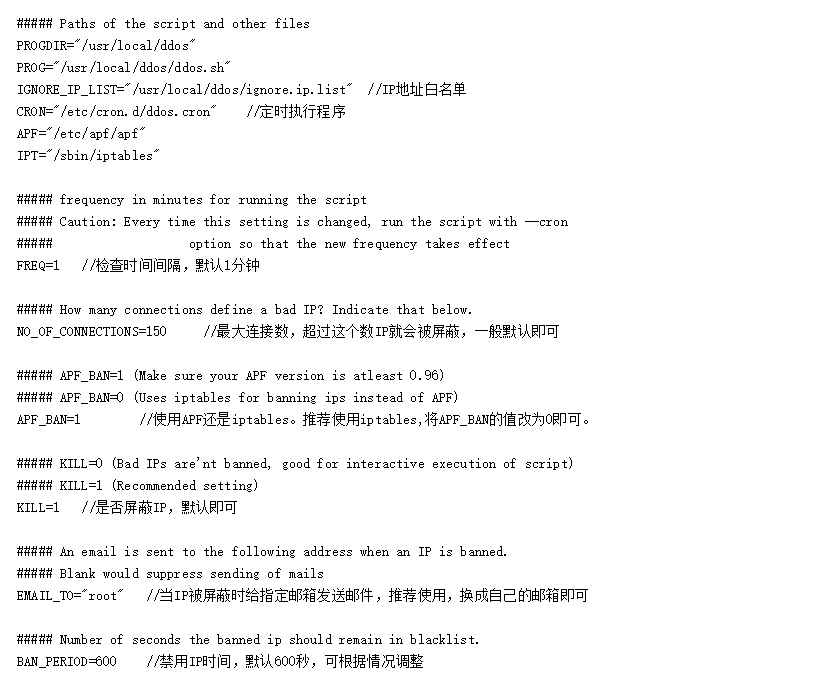 ##### Paths of the script and other files
PROGDIR="/usr/local/ddos"
PROG="/usr/local/ddos/ddos.sh"
IGNORE_IP_LIST="/usr/local/ddos/ignore.ip.list"  //IP地址白名单
CRON="/etc/cron.d/ddos.cron"    //定时执行程序
APF="/etc/apf/apf"
IPT="/sbin/iptables"
##### frequency in minutes for running the script
##### Caution: Every time this setting is changed, run the script with --cron
#####          option so that the new frequency takes effect
FREQ=1   //检查时间间隔，默认1分钟
##### How many connections define a bad IP? Indicate that below.
NO_OF_CONNECTIONS=150     //最大连接数，超过这个数IP就会被屏蔽，一般默认即可
##### APF_BAN=1 (Make sure your APF version is atleast 0.96)
##### APF_BAN=0 (Uses iptables for banning ips instead of APF)
APF_BAN=1        //使用APF还是iptables。推荐使用iptables,将APF_BAN的值改为0即可。
##### KILL=0 (Bad IPs are'nt banned, good for interactive execution of script)
##### KILL=1 (Recommended setting)
KILL=1   //是否屏蔽IP，默认即可
##### An email is sent to the following address when an IP is banned.
##### Blank would suppress sending of mails
EMAIL_TO="root"   //当IP被屏蔽时给指定邮箱发送邮件，推荐使用，换成自己的邮箱即可
##### Number of seconds the banned ip should remain in blacklist.
BAN_PERIOD=600    //禁用IP时间，默认600秒，可根据情况调整